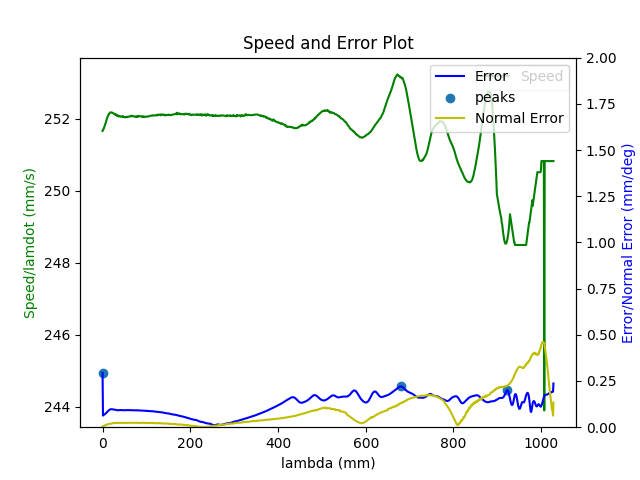 Speed and Error Plot
Speed/lamdot (mm/s)
252
250
248
246
244
Error
Speed
peaks
Normal Error
2.00
1.75
1.50
1.25
1.00
0.75
0.50
0.25
0.00
Error/Normal Error (mm/deg)
0
200
400
600
800
1000
lambda (mm)